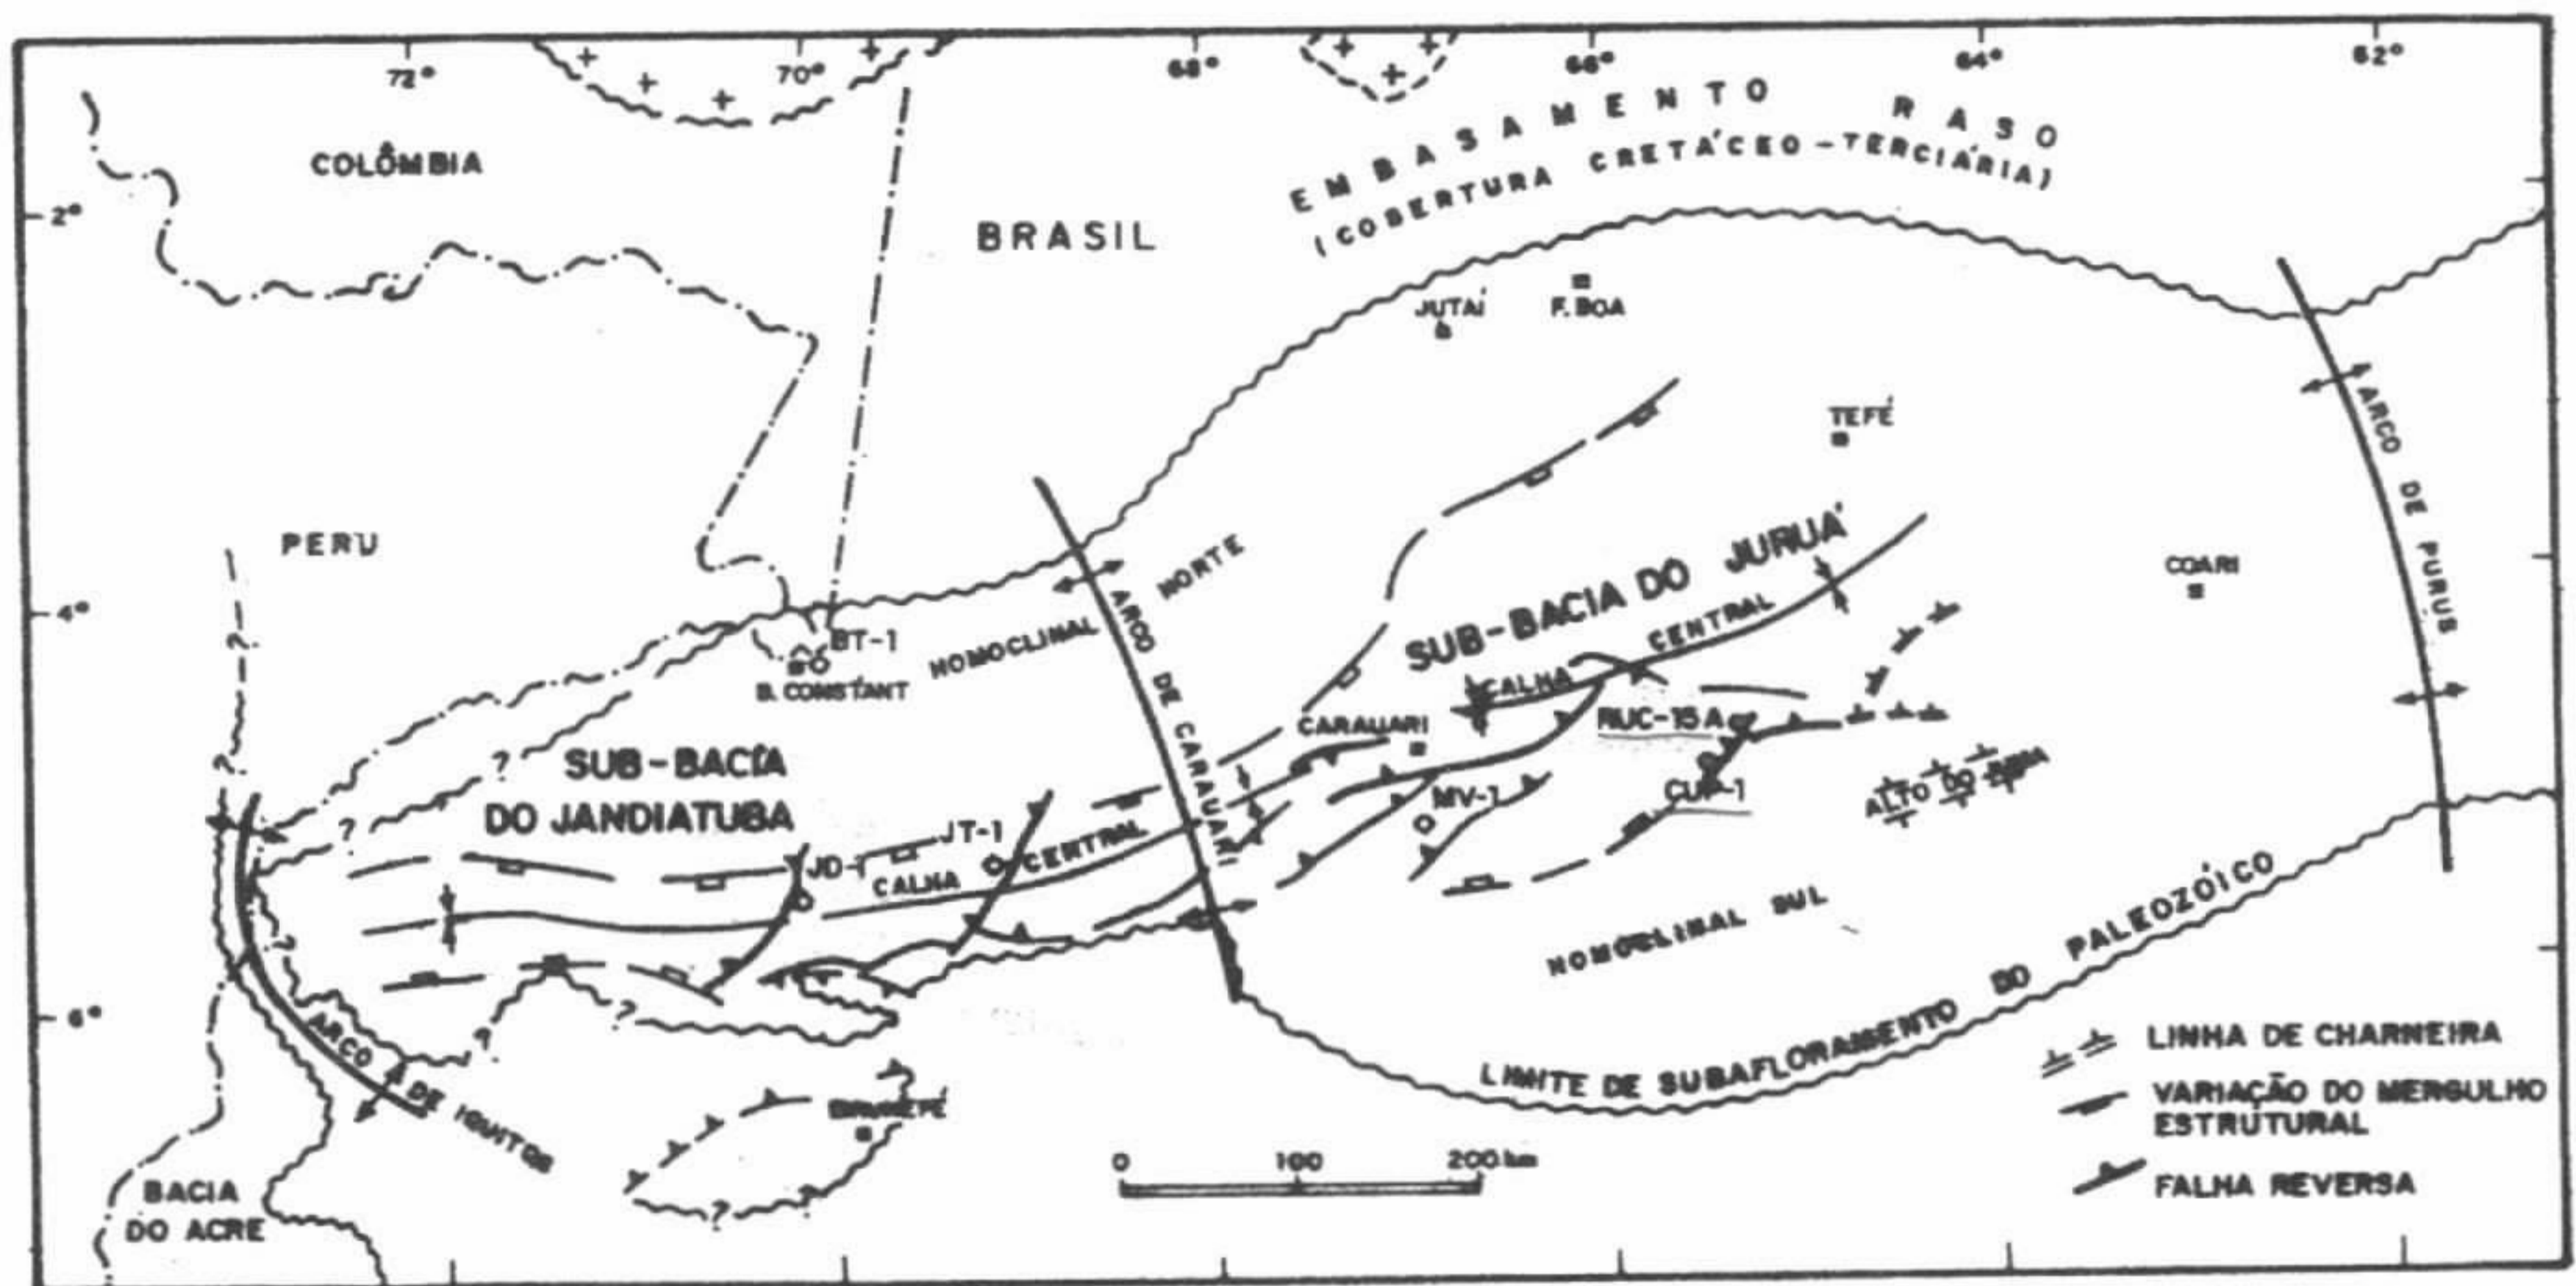 72°
70°
68°
66°
64°
62°
COLÔMBIA
2°
BRASIL
EMBASAMENTO RASO
(COBERTURA CRETÁCEO-TERCIÁRIA)
JUTAÍ
F. BOA
TEFÉ
ARCO DE PURUS
PERU
4°
COARI
HOMOCLINAL NORTE
ARCO DE CARAUARI
SUB-BACIA DO JURUÁ
CALHA CENTRAL
BT-1
B. CONSTANT
CARAUARI
RUC-15A
CUP-1
MV-1
ALTO DO
SUB-BACÍA
DO JANDIATUBA
?
?
?
?
JD-1
JT-1
CALHA CENTRAL
HOMOCLINAL SUL
LIMITE DE SUBAFLORAMENTO DO PALEOZÓICO
6°
?
?
?
ARCO DE IQUITOS
BACIA
DO ACRE
?
?
0 100 200 km
LINHA DE CHARNEIRA
VARIAÇÃO DO MERGULHO
ESTRUTURAL
FALHA REVERSA